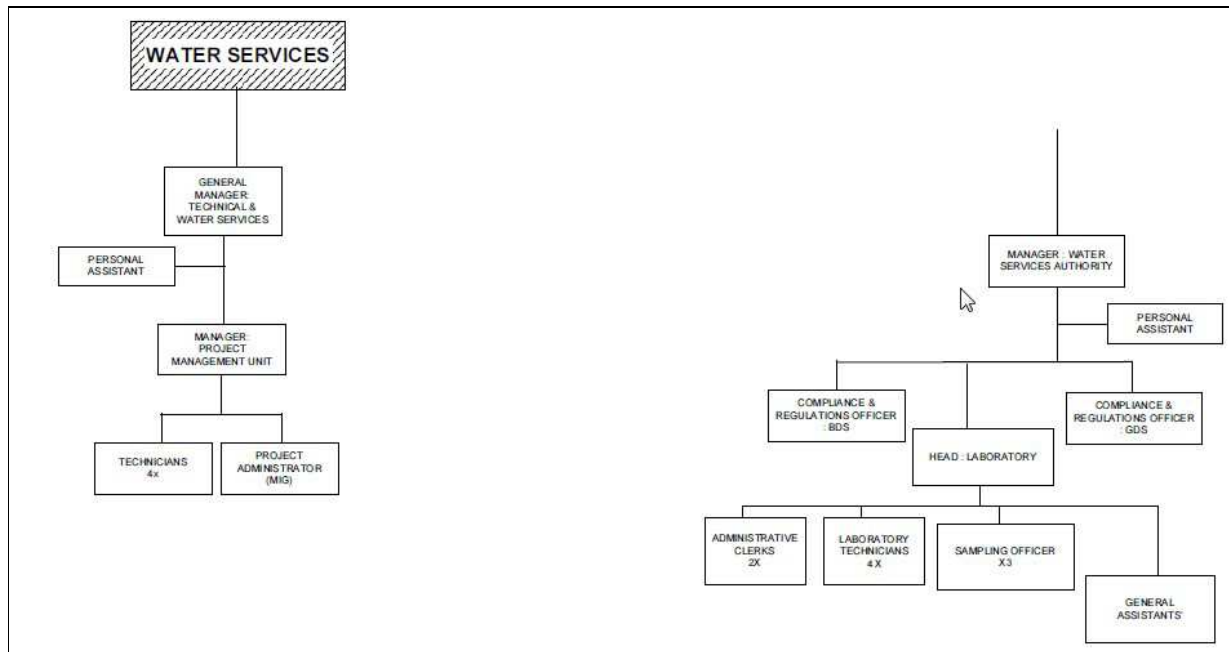 WATER SERVICES
GENERAL
MANAGER:
TECHNICAL &
WATER SERVICES
PERSONAL
ASSISTANT
MANAGER:
PROJECT
MANAGEMENT UNIT
TECHNICIANS
4x
PROJECT
ADMINISTRATOR
(MIG)
MANAGER : WATER
SERVICES AUTHORITY
PERSONAL
ASSISTANT
COMPLIANCE &
REGULATIONS OFFICER
: BDS
COMPLIANCE &
REGULATIONS OFFICER
: GDS
HEAD : LABORATORY
ADMINISTRATIVE
CLERKS
2X
LABORATORY
TECHNICIANS
4X
SAMPLING OFFICER
X3
GENERAL
ASSISTANTS'